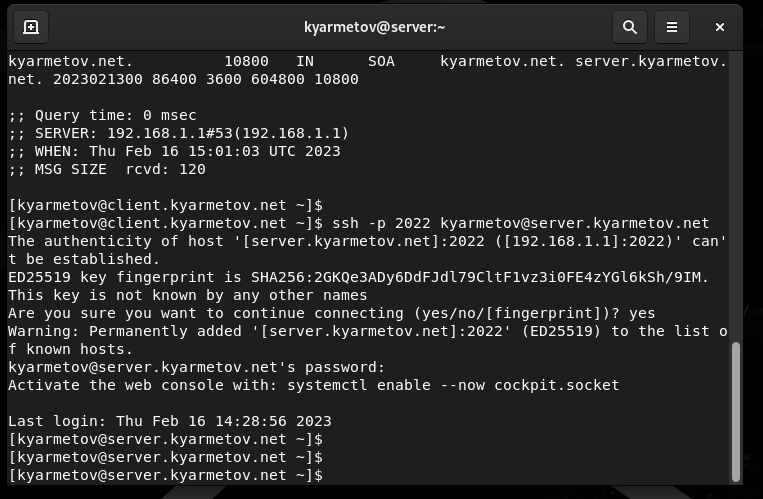 kyarmetov@server:~
kyarmetov.net. 10800 IN SOA kyarmetov.net. server.kyarmetov.
net. 2023021300 86400 3600 604800 10800
;; Query time: 0 msec
;; SERVER: 192.168.1.1#53(192.168.1.1)
;; WHEN: Thu Feb 16 15:01:03 UTC 2023
;; MSG SIZE  rcvd: 120
[kyarmetov@client.kyarmetov.net ~]$
[kyarmetov@client.kyarmetov.net ~]$ ssh -p 2022 kyarmetov@server.kyarmetov.net
The authenticity of host '[server.kyarmetov.net]:2022 ([192.168.1.1]:2022)' can'
t be established.
ED25519 key fingerprint is SHA256:2GKQe3ADy6DdFJdl79CltF1vz3i0FE4zYGl6kSh/9IM.
This key is not known by any other names
Are you sure you want to continue connecting (yes/no/[fingerprint])? yes
Warning: Permanently added '[server.kyarmetov.net]:2022' (ED25519) to the list o
f known hosts.
kyarmetov@server.kyarmetov.net's password:
Activate the web console with: systemctl enable --now cockpit.socket
Last login: Thu Feb 16 14:28:56 2023
[kyarmetov@server.kyarmetov.net ~]$
[kyarmetov@server.kyarmetov.net ~]$
[kyarmetov@server.kyarmetov.net ~]$